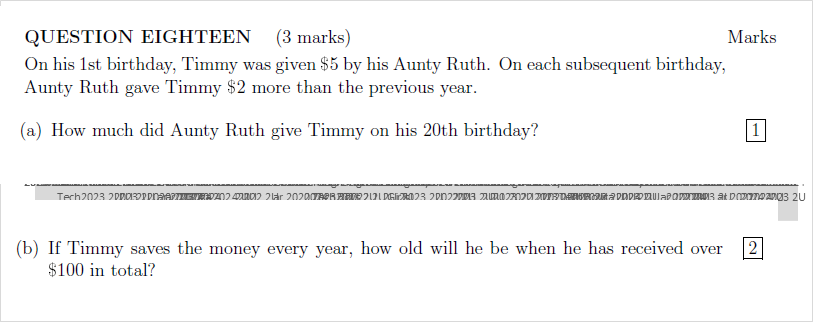 QUESTION EIGHTEEN (3 marks) Marks
On his 1st birthday, Timmy was given $5 by his Aunty Ruth. On each subsequent birthday,
Aunty Ruth gave Timmy $2 more than the previous year.
(a) How much did Aunty Ruth give Timmy on his 20th birthday? 1
Tech2023
(b) If Timmy saves the money every year, how old will he be when he has received over 2
$100 in total?